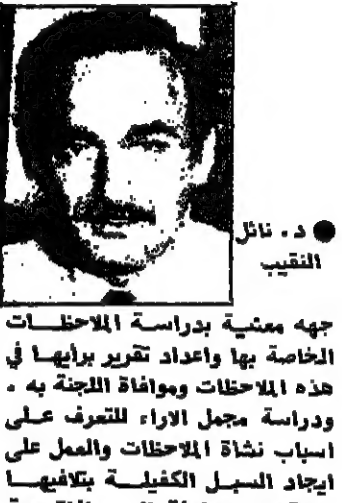 ● د. نائل
النقيب
جهه معنية بدراسة الملاحظات
الخاصة بها واعداد تقرير برأيها في
هذه الملاحظات وموافاة اللجنة به .
ودراسة مجمل الاراء للتعرف على
اسباب نشاة الملاحظات والعمل على
ايجاد السبل الكفيلة بتلافيها